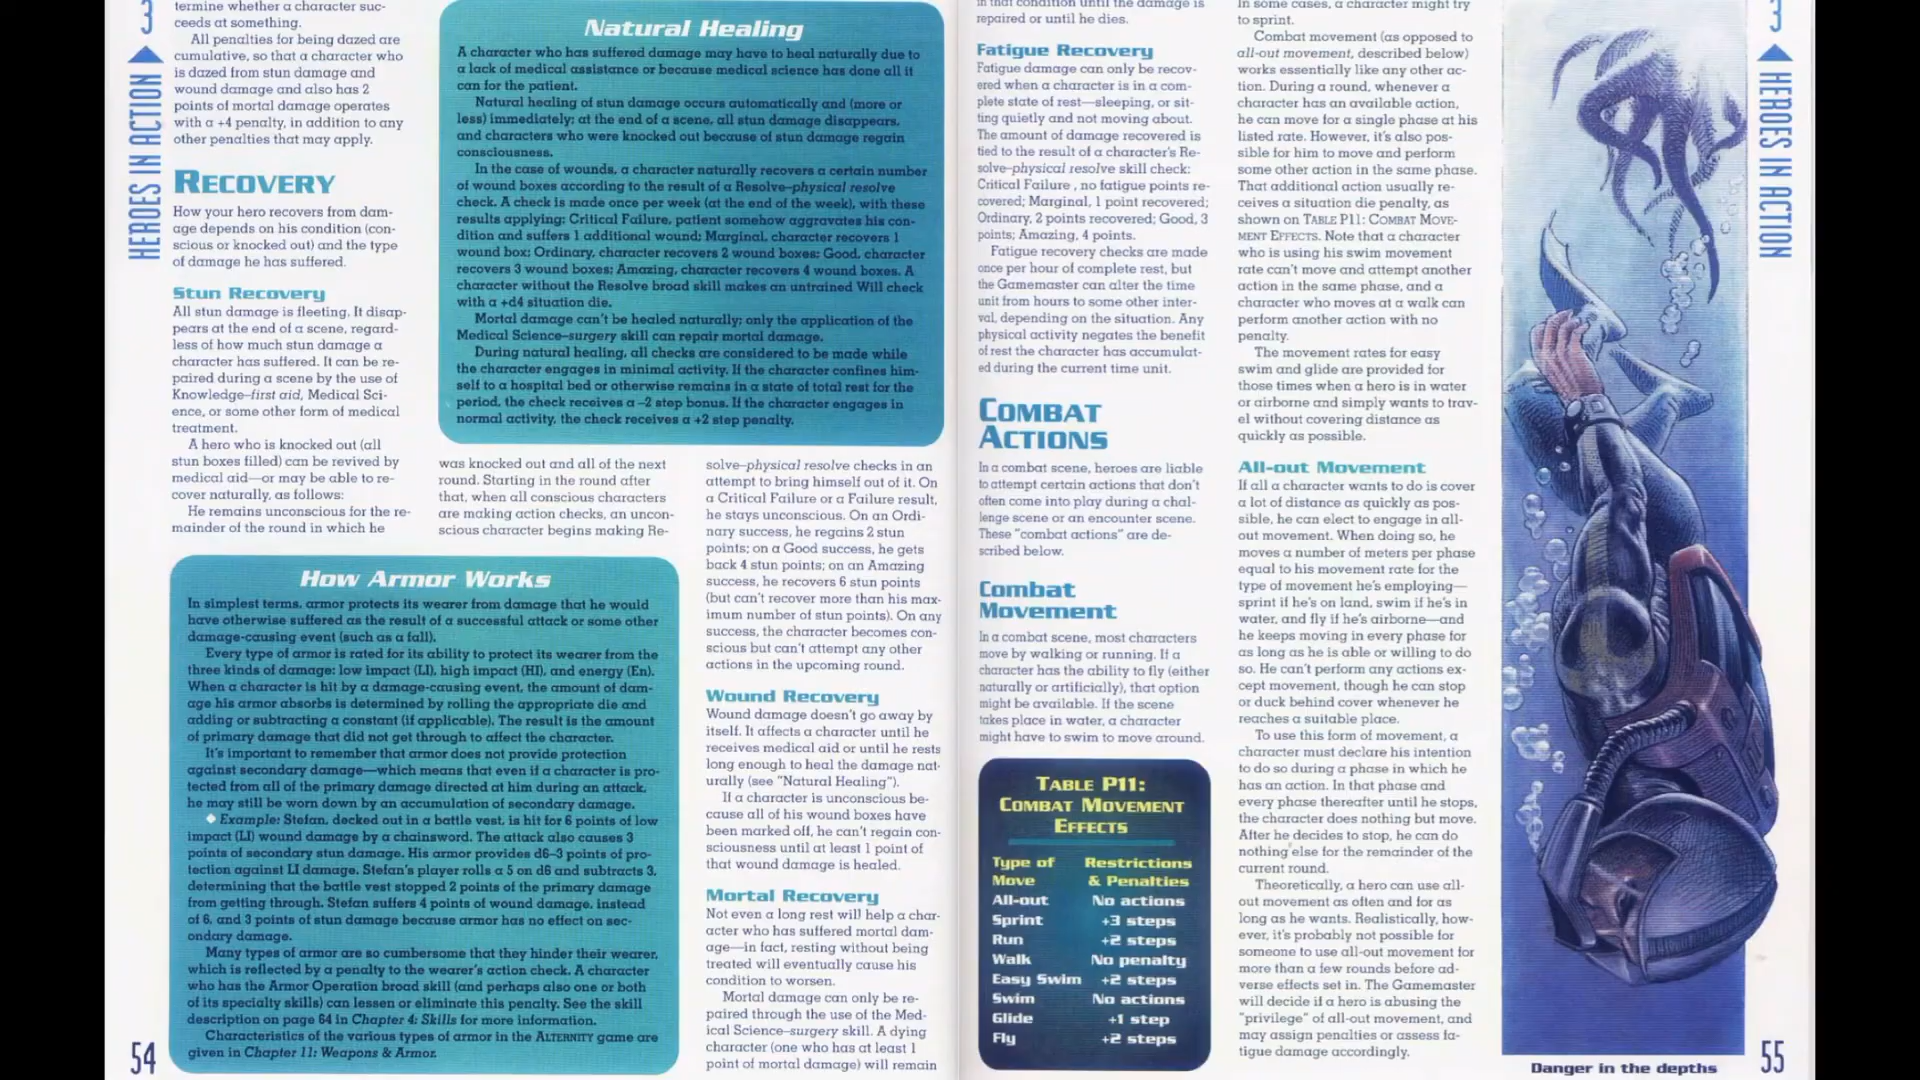 3
HEROES IN ACTION
termine whether a character suc-
ceeds at something.
All penalties for being dazed are
cumulative, so that a character who
is dazed from stun damage and
wound damage and also has 2
points of mortal damage operates
with a +4 penalty, in addition to any
other penalties that may apply.
RECOVERY
How your hero recovers from dam-
age depends on his condition (con-
scious or knocked out) and the type
of damage he has suffered.
Stun Recovery
All stun damage is fleeting. It disap-
pears at the end of a scene, regard-
less of how much stun damage a
character has suffered. It can be re-
paired during a scene by the use of
Knowledge–first aid, Medical Sci-
ence, or some other form of medical
treatment.
A hero who is knocked out (all
stun boxes filled) can be revived by
medical aid—or may be able to re-
cover naturally, as follows:
He remains unconscious for the re-
mainder of the round in which he
was knocked out and all of the next
round. Starting in the round after
that, when all conscious characters
are making action checks, an uncon-
scious character begins making Re-
solve–physical resolve checks in an
attempt to bring himself out of it. On
a Critical Failure or a Failure result,
he stays unconscious. On an Ordi-
nary success, he regains 2 stun
points; on a Good success, he gets
back 4 stun points; on an Amazing
success, he recovers 6 stun points
(but can't recover more than his max-
imum number of stun points). On any
success, the character becomes con-
scious but can't attempt any other
actions in the upcoming round.
Wound Recovery
Wound damage doesn't go away by
itself. It affects a character until he
receives medical aid or until he rests
long enough to heal the damage nat-
urally (see "Natural Healing").
If a character is unconscious be-
cause all of his wound boxes have
been marked off, he can't regain con-
sciousness until at least 1 point of
that wound damage is healed.
Mortal Recovery
Not even a long rest will help a char-
acter who has suffered mortal dam-
age—in fact, resting without being
treated will eventually cause his
condition to worsen.
Mortal damage can only be re-
paired through the use of the Med-
ical Science–surgery skill. A dying
character (one who has at least 1
point of mortal damage) will remain
Natural Healing
A character who has suffered damage may have to heal naturally due to
a lack of medical assistance or because medical science has done all it
can for the patient.
Natural healing of stun damage occurs automatically and (more or
less) immediately: at the end of a scene, all stun damage disappears,
and characters who were knocked out because of stun damage regain
consciousness.
In the case of wounds, a character naturally recovers a certain number
of wound boxes according to the result of a Resolve–physical resolve
check. A check is made once per week (at the end of the week), with these
results applying: Critical Failure, patient somehow aggravates his con-
dition and suffers 1 additional wound; Marginal, character recovers 1
wound box; Ordinary, character recovers 2 wound boxes; Good, character
recovers 3 wound boxes; Amazing, character recovers 4 wound boxes. A
character without the Resolve broad skill makes an untrained Will check
with a +d4 situation die.
Mortal damage can't be healed naturally; only the application of the
Medical Science–surgery skill can repair mortal damage.
During natural healing, all checks are considered to be made while
the character engages in minimal activity. If the character confines him-
self to a hospital bed or otherwise remains in a state of total rest for the
period, the check receives a –2 step bonus. If the character engages in
normal activity, the check receives a +2 step penalty.
How Armor Works
In simplest terms, armor protects its wearer from damage that he would
have otherwise suffered as the result of a successful attack or some other
damage-causing event (such as a fall).
Every type of armor is rated for its ability to protect its wearer from the
three kinds of damage: low impact (LI), high impact (HI), and energy (En).
When a character is hit by a damage-causing event, the amount of dam-
age his armor absorbs is determined by rolling the appropriate die and
adding or subtracting a constant (if applicable). The result is the amount
of primary damage that did not get through to affect the character.
It's important to remember that armor does not provide protection
against secondary damage—which means that even if a character is pro-
tected from all of the primary damage directed at him during an attack,
he may still be worn down by an accumulation of secondary damage.
◆ Example: Stefan, decked out in a battle vest, is hit for 6 points of low
impact (LI) wound damage by a chainsword. The attack also causes 3
points of secondary stun damage. His armor provides d6–3 points of pro-
tection against LI damage. Stefan's player rolls a 5 on d6 and subtracts 3,
determining that the battle vest stopped 2 points of the primary damage
from getting through. Stefan suffers 4 points of wound damage, instead
of 6, and 3 points of stun damage because armor has no effect on sec-
ondary damage.
Many types of armor are so cumbersome that they hinder their wearer,
which is reflected by a penalty to the wearer's action check. A character
who has the Armor Operation broad skill (and perhaps also one or both
of its specialty skills) can lessen or eliminate this penalty. See the skill
description on page 64 in Chapter 4: Skills for more information.
Characteristics of the various types of armor in the ALTERNITY game are
given in Chapter 11: Weapons & Armor.
54
in that condition until the damage is
repaired or until he dies.
Fatigue Recovery
Fatigue damage can only be recov-
ered when a character is in a com-
plete state of rest—sleeping, or sit-
ting quietly and not moving about.
The amount of damage recovered is
tied to the result of a character's Re-
solve–physical resolve skill check:
Critical Failure , no fatigue points re-
covered; Marginal, 1 point recovered;
Ordinary, 2 points recovered; Good, 3
points; Amazing, 4 points.
Fatigue recovery checks are made
once per hour of complete rest, but
the Gamemaster can alter the time
unit from hours to some other inter-
val, depending on the situation. Any
physical activity negates the benefit
of rest the character has accumulat-
ed during the current time unit.
COMBAT
ACTIONS
In a combat scene, heroes are liable
to attempt certain actions that don't
often come into play during a chal-
lenge scene or an encounter scene.
These "combat actions" are de-
scribed below.
Combat
Movement
In a combat scene, most characters
move by walking or running. If a
character has the ability to fly (either
naturally or artificially), that option
might be available. If the scene
takes place in water, a character
might have to swim to move around.
TABLE P11:
COMBAT MOVEMENT
EFFECTS
Type of Restrictions
Move & Penalties
All-out No actions
Sprint +3 steps
Run +2 steps
Walk No penalty
Easy Swim +2 steps
Swim No actions
Glide +1 step
Fly +2 steps
In some cases, a character might try
to sprint.
Combat movement (as opposed to
all-out movement, described below)
works essentially like any other ac-
tion. During a round, whenever a
character has an available action,
he can move for a single phase at his
listed rate. However, it's also pos-
sible for him to move and perform
some other action in the same phase.
That additional action usually re-
ceives a situation die penalty, as
shown on TABLE P11: COMBAT MOVE-
MENT EFFECTS. Note that a character
who is using his swim movement
rate can't move and attempt another
action in the same phase, and a
character who moves at a walk can
perform another action with no
penalty.
The movement rates for easy
swim and glide are provided for
those times when a hero is in water
or airborne and simply wants to trav-
el without covering distance as
quickly as possible.
All-out Movement
If all a character wants to do is cover
a lot of distance as quickly as pos-
sible, he can elect to engage in all-
out movement. When doing so, he
moves a number of meters per phase
equal to his movement rate for the
type of movement he's employing—
sprint if he's on land, swim if he's in
water, and fly if he's airborne—and
he keeps moving in every phase for
as long as he is able or willing to do
so. He can't perform any actions ex-
cept movement, though he can stop
or duck behind cover whenever he
reaches a suitable place.
To use this form of movement, a
character must declare his intention
to do so during a phase in which he
has an action. In that phase and
every phase thereafter until he stops,
the character does nothing but move.
After he decides to stop, he can do
nothing else for the remainder of the
current round.
Theoretically, a hero can use all-
out movement as often and for as
long as he wants. Realistically, how-
ever, it's probably not possible for
someone to use all-out movement for
more than a few rounds before ad-
verse effects set in. The Gamemaster
will decide if a hero is abusing the
"privilege" of all-out movement, and
may assign penalties or assess fa-
tigue damage accordingly.
3
HEROES IN ACTION
Danger in the depths
55